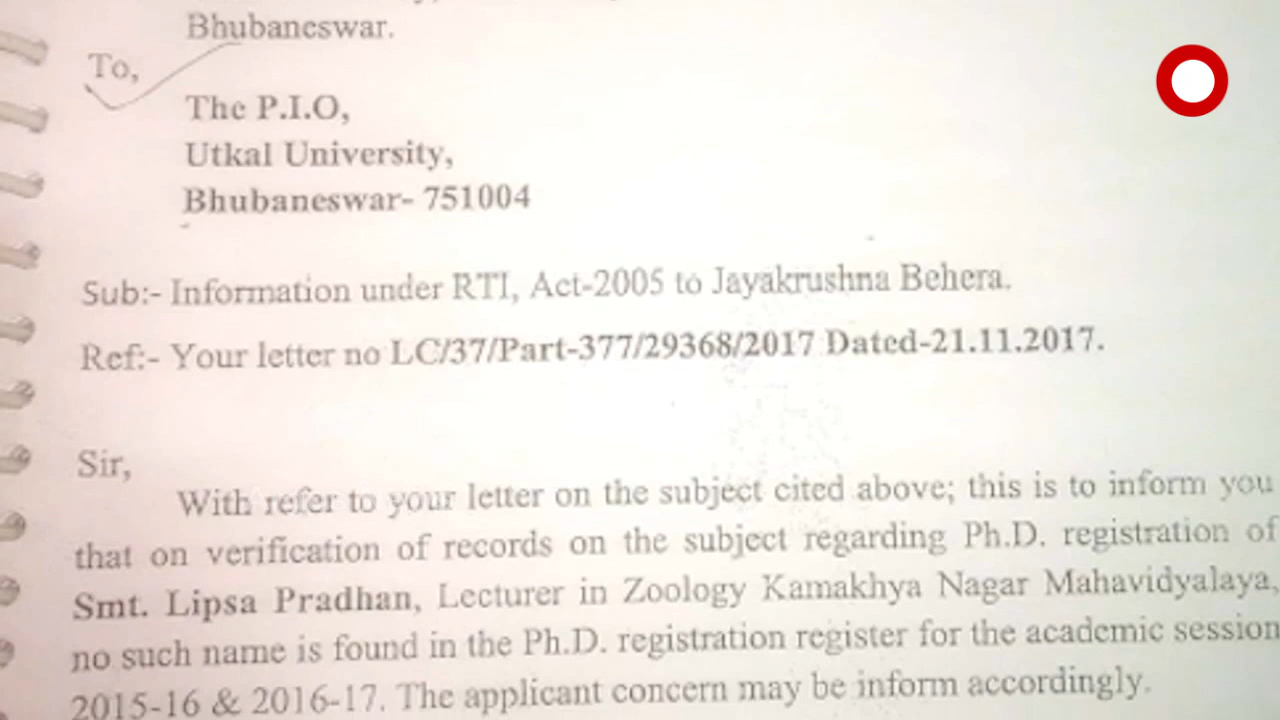 Bhubaneswar.
To,
The P.I.O,
Utkal University,
Bhubaneswar- 751004
Sub:- Information under RTI, Act-2005 to Jayakrushna Behera.
Ref:- Your letter no LC/37/Part-377/29368/2017 Dated-21.11.2017.
Sir,
With refer to your letter on the subject cited above; this is to inform you
that on verification of records on the subject regarding Ph.D. registration of
Smt. Lipsa Pradhan, Lecturer in Zoology Kamakhya Nagar Mahavidyalaya,
no such name is found in the Ph.D. registration register for the academic session
2015-16 & 2016-17. The applicant concern may be inform accordingly.